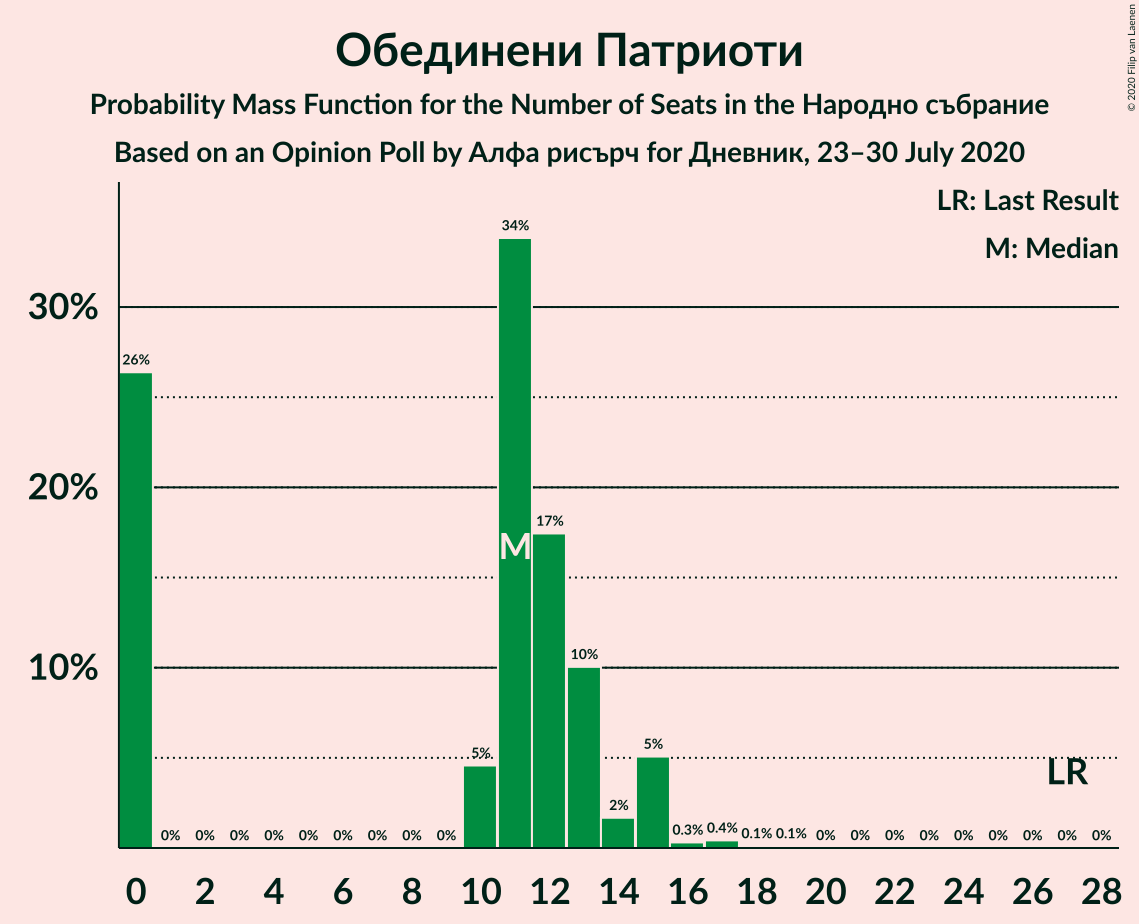 Обединени Патриоти
Probability Mass Function for the Number of Seats in the Народно събрание
Based on an Opinion Poll by Алфа рисърч for Дневник, 23–30 July 2020
© 2020 Filip van Laenen
LR: Last Result
M: Median
34%
30%
26%
20%
17%
M
10%
10%
5%
5%
LR
2%
0% 0% 0% 0% 0% 0% 0% 0% 0% 0.3% 0.4% 0.1% 0.1% 0% 0% 0% 0% 0% 0% 0% 0% 0%
0 2 4 6 8 10 12 14 16 18 20 22 24 26 28